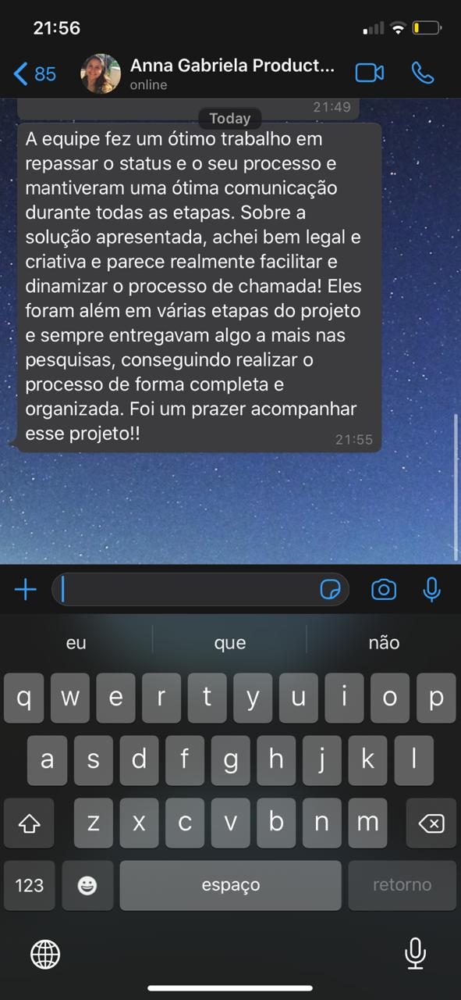 21:56
85
Anna Gabriela Product...
online
21:49
Today
A equipe fez um ótimo trabalho em
repassar o status e o seu processo e
mantiveram uma ótima comunicação
durante todas as etapas. Sobre a
solução apresentada, achei bem legal e
criativa e parece realmente facilitar e
dinamizar o processo de chamada! Eles
foram além em várias etapas do projeto
e sempre entregavam algo a mais nas
pesquisas, conseguindo realizar o
processo de forma completa e
organizada. Foi um prazer acompanhar
esse projeto!!
21:55
eu que não
q w e r t y u i o p
a s d f g h j k l
z x c v b n m
123 espaço retorno